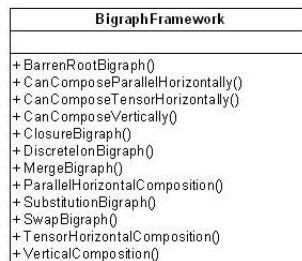 BigraphFramework
+ BarrenRootBigraph()
+ CanComposeParallelHorizontally()
+ CanComposeTensorHorizontally()
+ CanComposeVertically()
+ ClosureBigraph()
+ DiscreteIonBigraph()
+ MergeBigraph()
+ ParallelHorizontalComposition()
+ SubstitutionBigraph()
+ SwapBigraph()
+ TensorHorizontalComposition()
+ VerticalComposition()